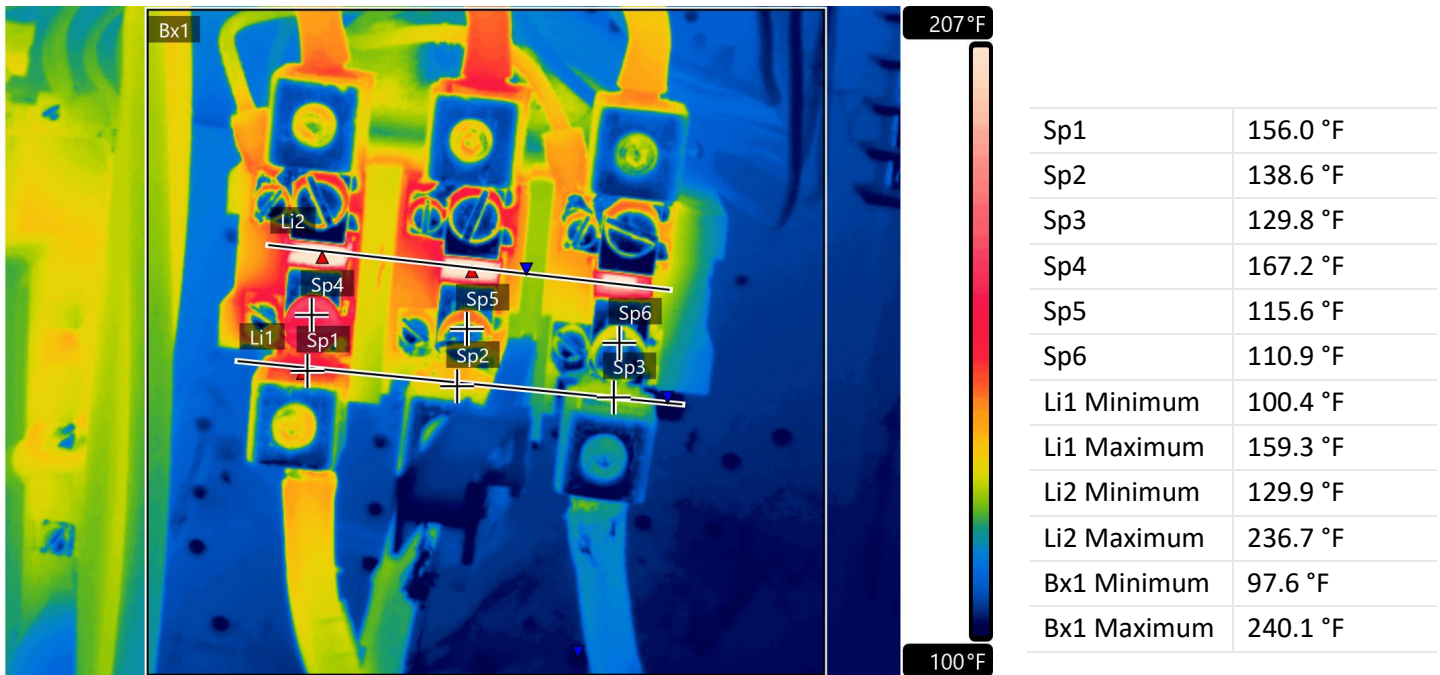 Bx1
Li2
Sp4
Sp5
Sp6
Li1
Sp1
Sp2
Sp3
207°F
100°F
Sp1 156.0 °F
Sp2 138.6 °F
Sp3 129.8 °F
Sp4 167.2 °F
Sp5 115.6 °F
Sp6 110.9 °F
Li1 Minimum 100.4 °F
Li1 Maximum 159.3 °F
Li2 Minimum 129.9 °F
Li2 Maximum 236.7 °F
Bx1 Minimum 97.6 °F
Bx1 Maximum 240.1 °F